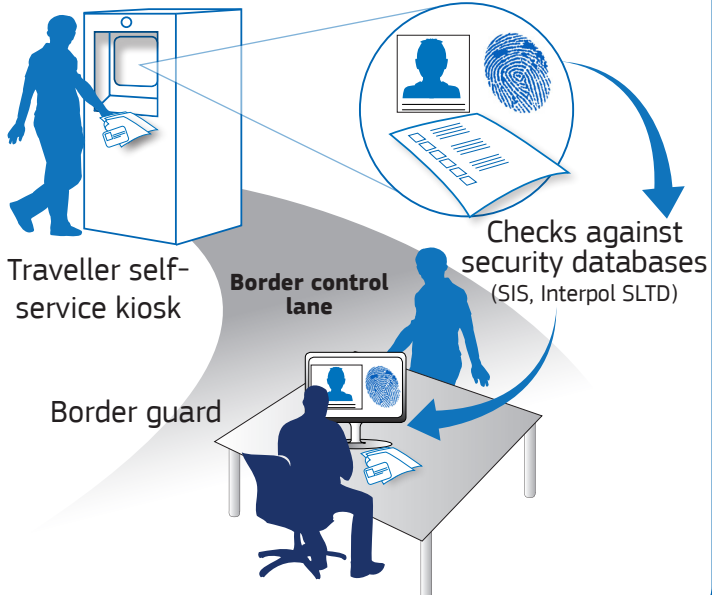 Traveller self-
service kiosk
Checks against
security databases
(SIS, Interpol SLTD)
Border control
lane
Border guard